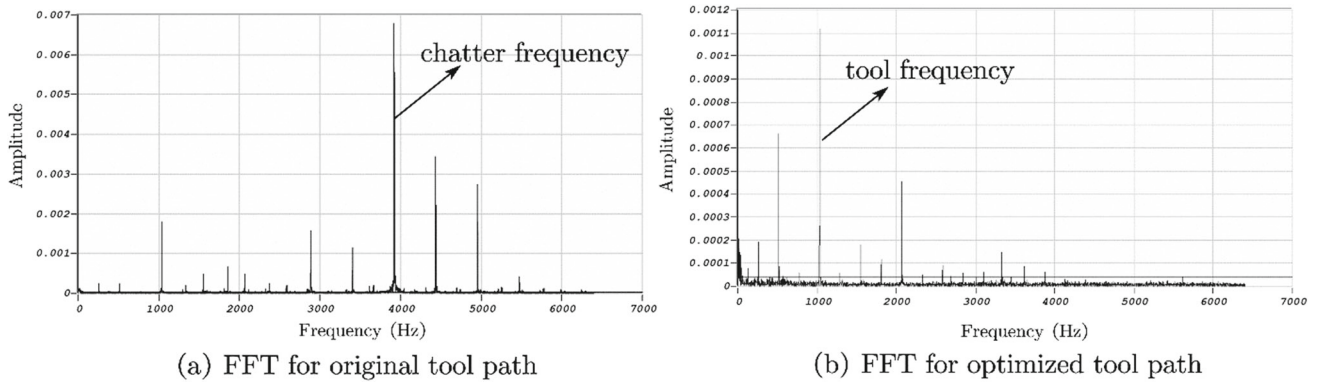 0.007
0.006
0.005
0.004
0.003
0.002
0.001
0
Amplitude
chatter frequency
0 1000 2000 3000 4000 5000 6000 7000
Frequency (Hz)
(a) FFT for original tool path
0.0012
0.0011
0.001
0.0009
0.0008
0.0007
0.0006
0.0005
0.0004
0.0003
0.0002
0.0001
0
Amplitude
tool frequency
0 1000 2000 3000 4000 5000 6000 7000
Frequency (Hz)
(b) FFT for optimized tool path